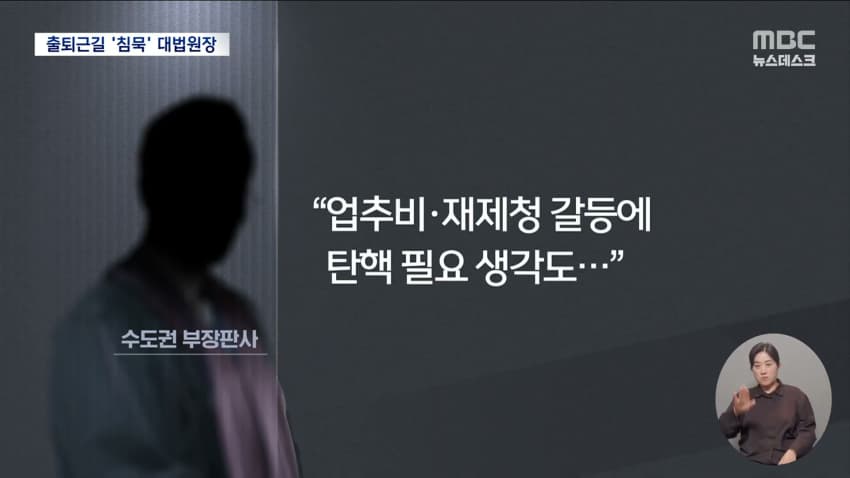 출퇴근길 '침묵' 대법원장
MBC
뉴스데스크
“업추비·재제청 갈등에
탄핵 필요 생각도…”
수도권 부장판사